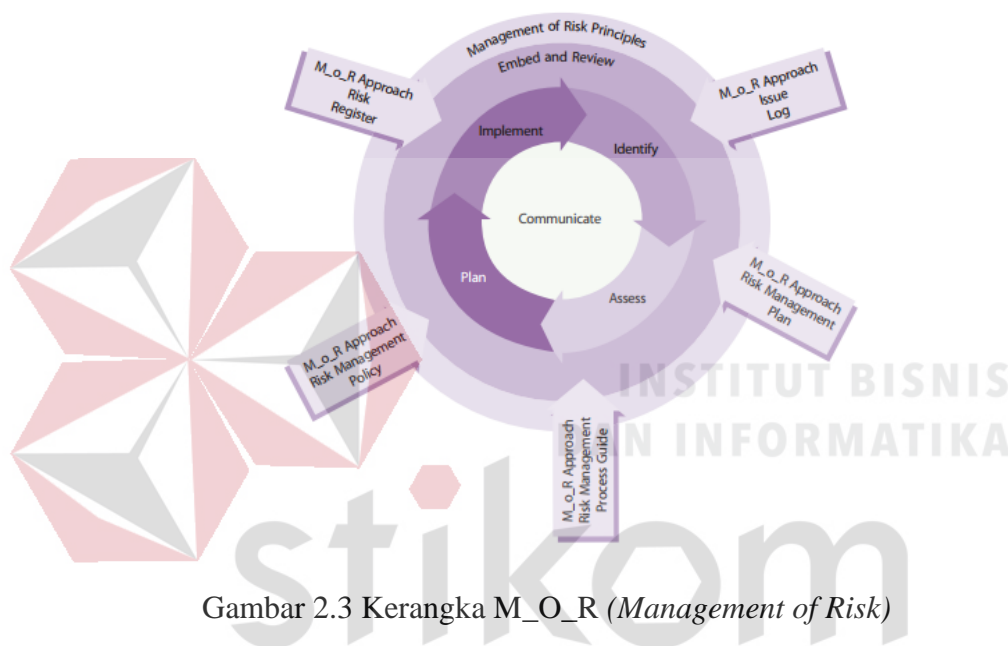 Management of Risk Principles
Embed and Review
M_o_R Approach
Risk
Register
M_o_R Approach
Issue
Log
Implement
Identify
Communicate
Plan
Assess
M_o_R Approach
Risk Management
Plan
M_o_R Approach
Risk Management
Policy
M_o_R Approach
Risk Management
Process Guide
INSTITUT BISNIS
AN INFORMATIKA
stikom
Gambar 2.3 Kerangka M_O_R (Management of Risk)